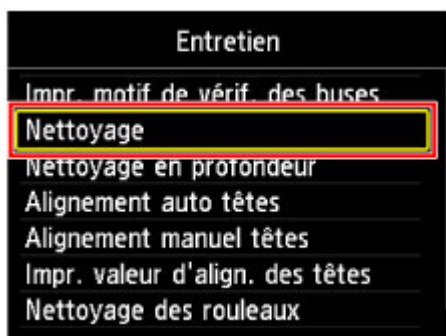 Entretien
Impr. motif de vérif. des buses
Nettoyage
Nettoyage en profondeur
Alignement auto têtes
Alignement manuel têtes
Impr. valeur d'align. des têtes
Nettoyage des rouleaux